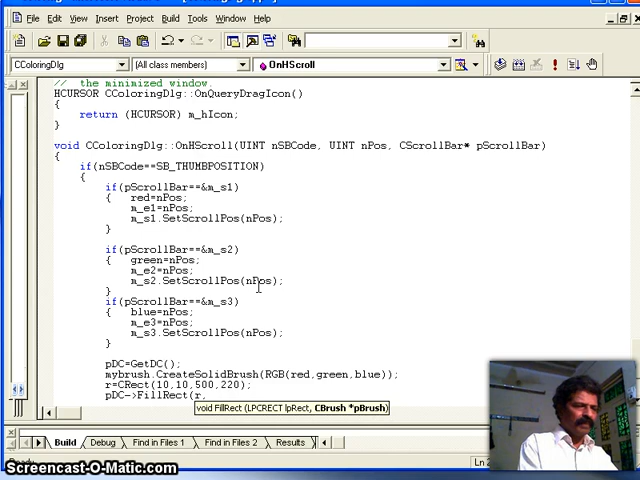 File Edit View Insert Project Build Tools Window Help
CColoringDlg (All class members) OnHScroll
// the minimized window.
HCURSOR CColoringDlg::OnQueryDragIcon()
{
return (HCURSOR) m_hIcon;
}
void CColoringDlg::OnHScroll(UINT nSBCode, UINT nPos, CScrollBar* pScrollBar)
{
if(nSBCode==SB_THUMBPOSITION)
{
if(pScrollBar==&m_s1)
{ red=nPos;
m_e1=nPos;
m_s1.SetScrollPos(nPos);
}
if(pScrollBar==&m_s2)
{ green=nPos;
m_e2=nPos;
m_s2.SetScrollPos(nPos);
}
if(pScrollBar==&m_s3)
{ blue=nPos;
m_e3=nPos;
m_s3.SetScrollPos(nPos);
}
pDC=GetDC();
mybrush.CreateSolidBrush(RGB(red,green,blue));
r=CRect(10,10,500,220);
pDC->FillRect(r,
void FillRect (LPCRECT lpRect, CBrush *pBrush)
Build Debug Find in Files 1 Find in Files 2 Results
Screencast-O-Matic.com